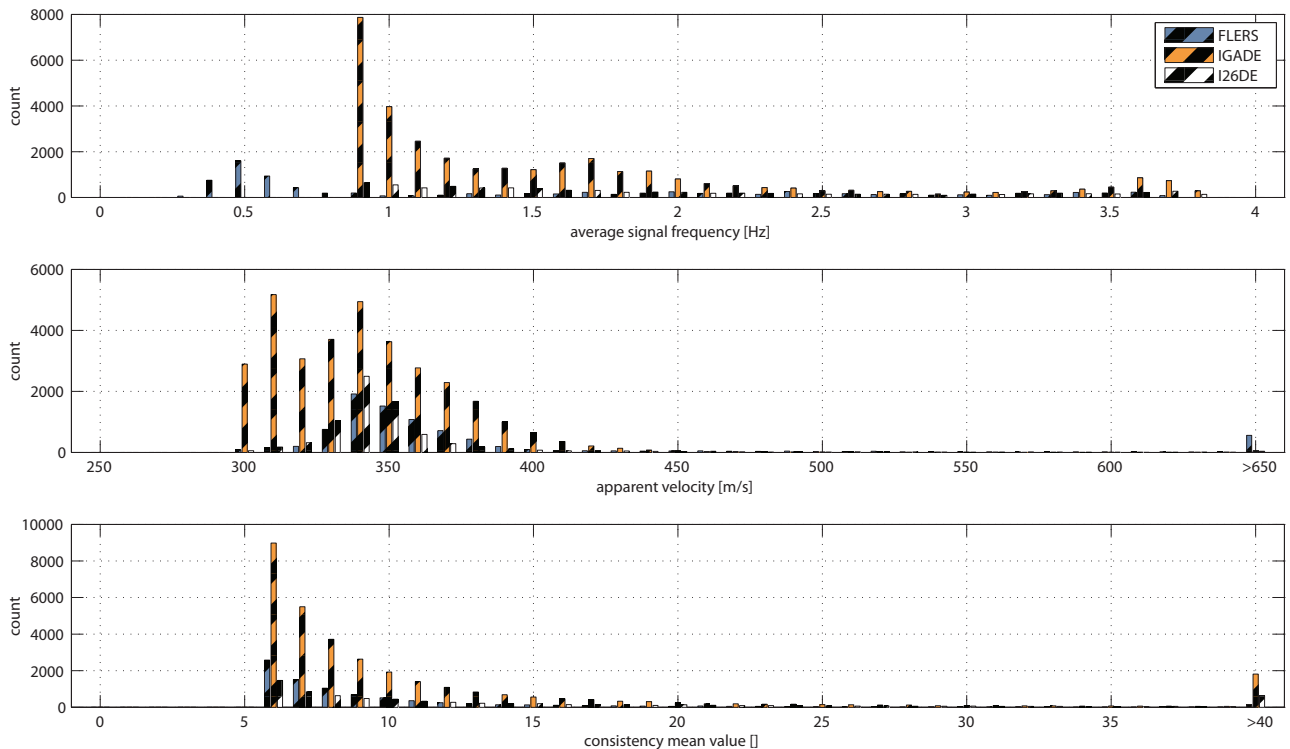 8000
6000
4000
2000
0
count
0 0.5 1 1.5 2 2.5 3 3.5 4
average signal frequency [Hz]
FLERS
IGADE
I26DE
6000
4000
2000
0
count
250 300 350 400 450 500 550 600 >650
apparent velocity [m/s]
10000
8000
6000
4000
2000
0
count
0 5 10 15 20 25 30 35 >40
consistency mean value []